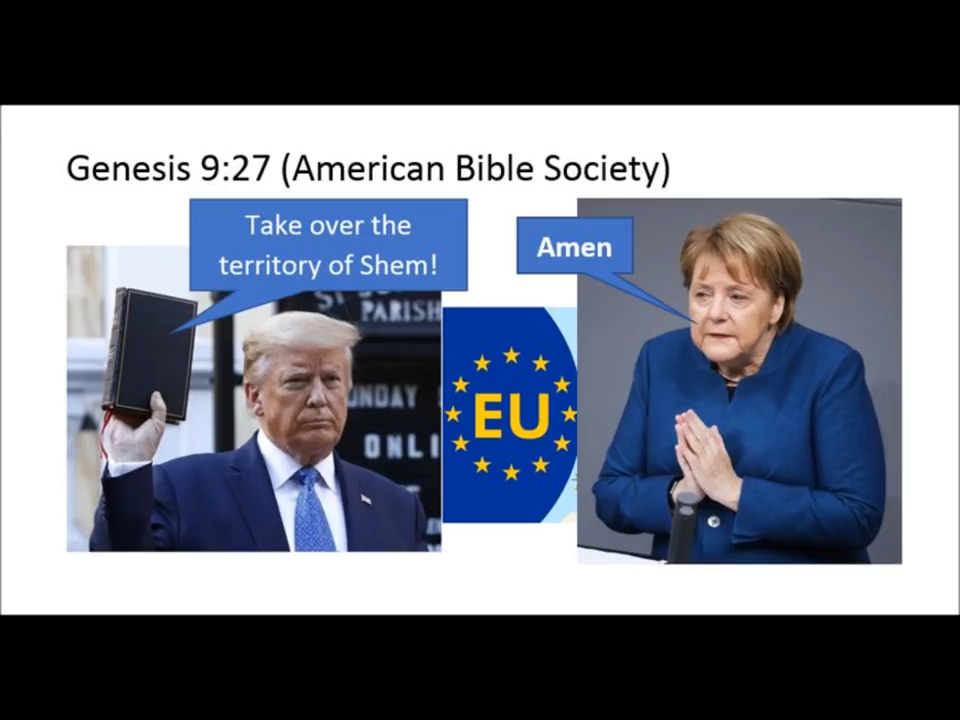 Genesis 9:27 (American Bible Society)
Take over the
territory of Shem!
Amen
PARISH
UNDAY
ONLI
EU